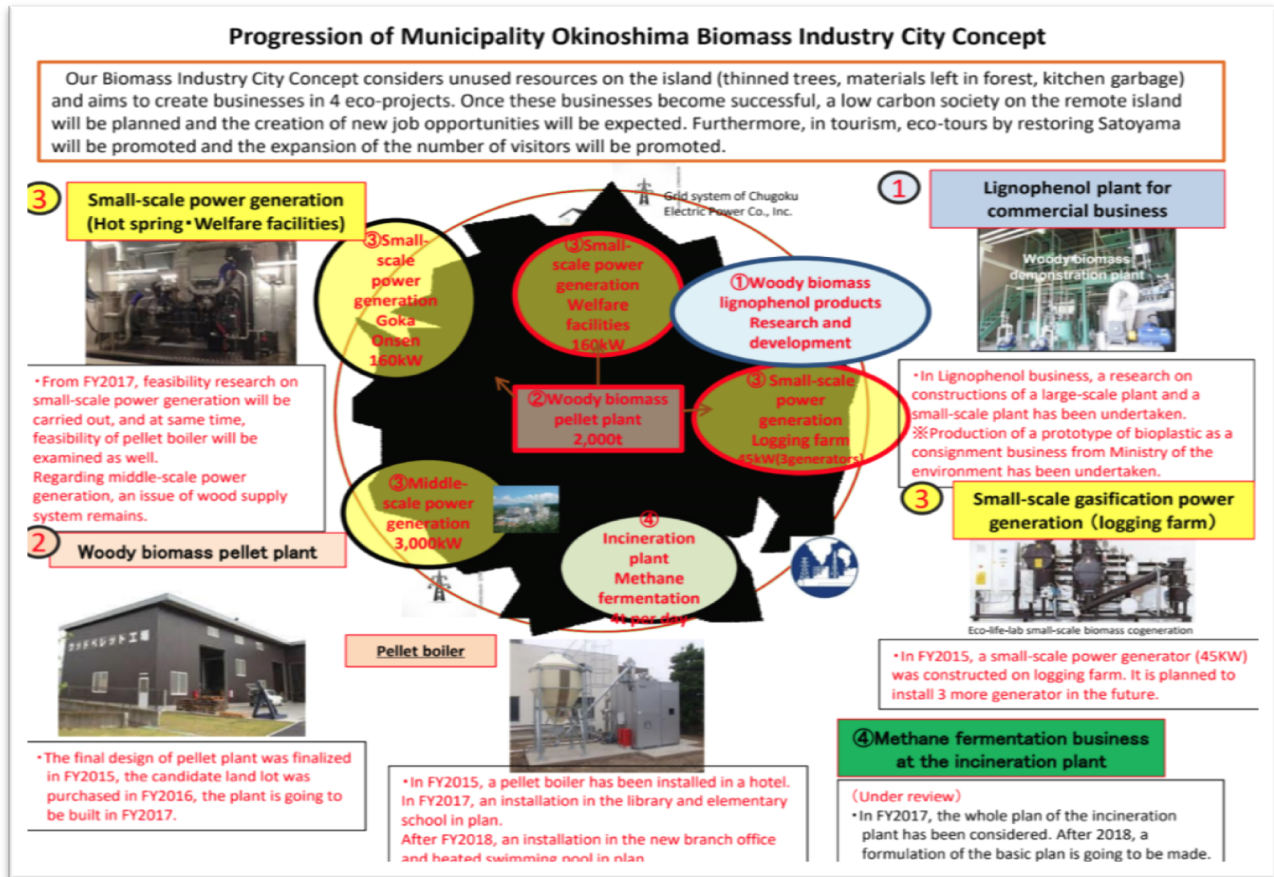 Progression of Municipality Okinoshima Biomass Industry City Concept
Our Biomass Industry City Concept considers unused resources on the island (thinned trees, materials left in forest, kitchen garbage)
and aims to create businesses in 4 eco-projects. Once these businesses become successful, a low carbon society on the remote island
will be planned and the creation of new job opportunities will be expected. Furthermore, in tourism, eco-tours by restoring Satoyama
will be promoted and the expansion of the number of visitors will be promoted.
3
Small-scale power generation
(Hot spring・Welfare facilities)
・From FY2017, feasibility research on
small-scale power generation will be
carried out, and at same time,
feasibility of pellet boiler will be
examined as well.
Regarding middle-scale power
generation, an issue of wood supply
system remains.
2
Woody biomass pellet plant
ウッドペレット工場
・The final design of pellet plant was finalized
in FY2015, the candidate land lot was
purchased in FY2016, the plant is going to
be built in FY2017.
Grid system of Chugoku
Electric Power Co., Inc.
③Small-
scale
power
generation
Goka
Onsen
160kW
③Small-
scale power
generation
Welfare
facilities
160kW
①Woody biomass
lignophenol products
Research and
development
②Woody biomass
pellet plant
2,000t
③ Small-scale
power
generation
Logging farm
45kW(3generators)
③Middle-
scale power
generation
3,000kW
④
Incineration
plant
Methane
fermentation
4t per day
Pellet boiler
・In FY2015, a pellet boiler has been installed in a hotel.
In FY2017, an installation in the library and elementary
school in plan.
After FY2018, an installation in the new branch office
and heated swimming pool in plan
1
Lignophenol plant for
commercial business
Woody biomass
demonstration plant
・In Lignophenol business, a research on
constructions of a large-scale plant and a
small-scale plant has been undertaken.
※Production of a prototype of bioplastic as a
consignment business from Ministry of the
environment has been undertaken.
3
Small-scale gasification power
generation（logging farm）
Eco-life-lab small-scale biomass cogeneration
・In FY2015, a small-scale power generator (45KW)
was constructed on logging farm. It is planned to
install 3 more generator in the future.
④Methane fermentation business
at the incineration plant
（Under review）
・In FY2017, the whole plan of the incineration
plant has been considered. After 2018, a
formulation of the basic plan is going to be made.